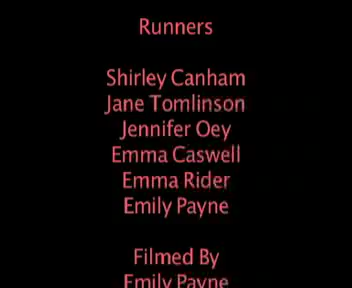 Runners
Shirley Canham
Jane Tomlinson
Jennifer Oey
Emma Caswell
Emma Rider
Emily Payne
Filmed By
Emily Payne